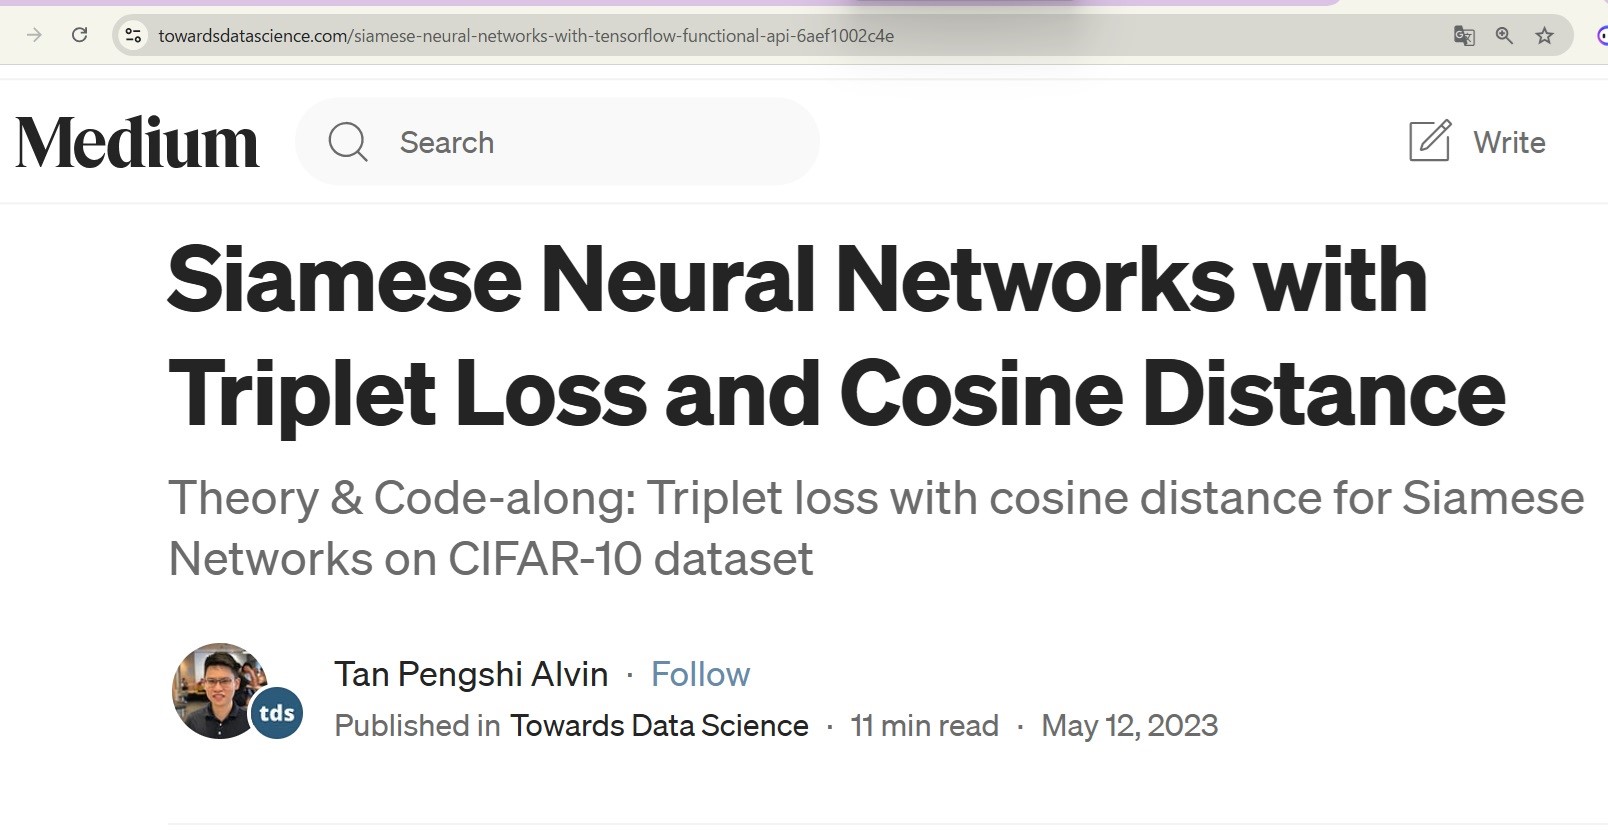 towardsdatascience.com/siamese-neural-networks-with-tensorflow-functional-api-6aef1002c4e
Medium
Search
Write
Siamese Neural Networks with
Triplet Loss and Cosine Distance
Theory & Code-along: Triplet loss with cosine distance for Siamese
Networks on CIFAR-10 dataset
Tan Pengshi Alvin · Follow
tds
Published in Towards Data Science · 11 min read · May 12, 2023